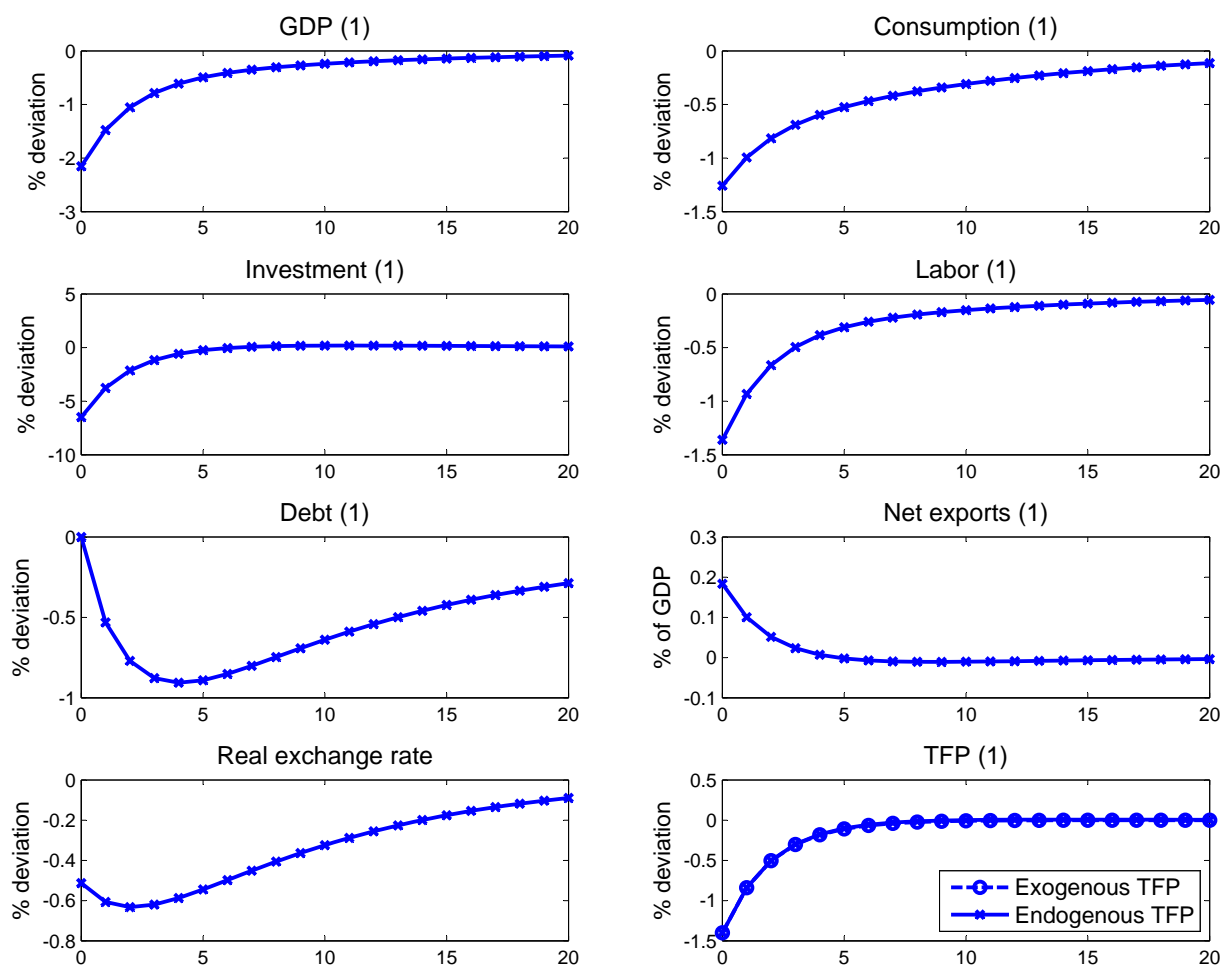 GDP (1)
% deviation
0
-1
-2
-3
0 5 10 15 20
Consumption (1)
% deviation
0
-0.5
-1
-1.5
0 5 10 15 20
Investment (1)
% deviation
5
0
-5
-10
0 5 10 15 20
Labor (1)
% deviation
0
-0.5
-1
-1.5
0 5 10 15 20
Debt (1)
% deviation
0
-0.5
-1
0 5 10 15 20
Net exports (1)
% of GDP
0.3
0.2
0.1
0
-0.1
0 5 10 15 20
Real exchange rate
% deviation
0
-0.2
-0.4
-0.6
-0.8
0 5 10 15 20
TFP (1)
% deviation
0.5
0
-0.5
-1
-1.5
0 5 10 15 20
Exogenous TFP
Endogenous TFP